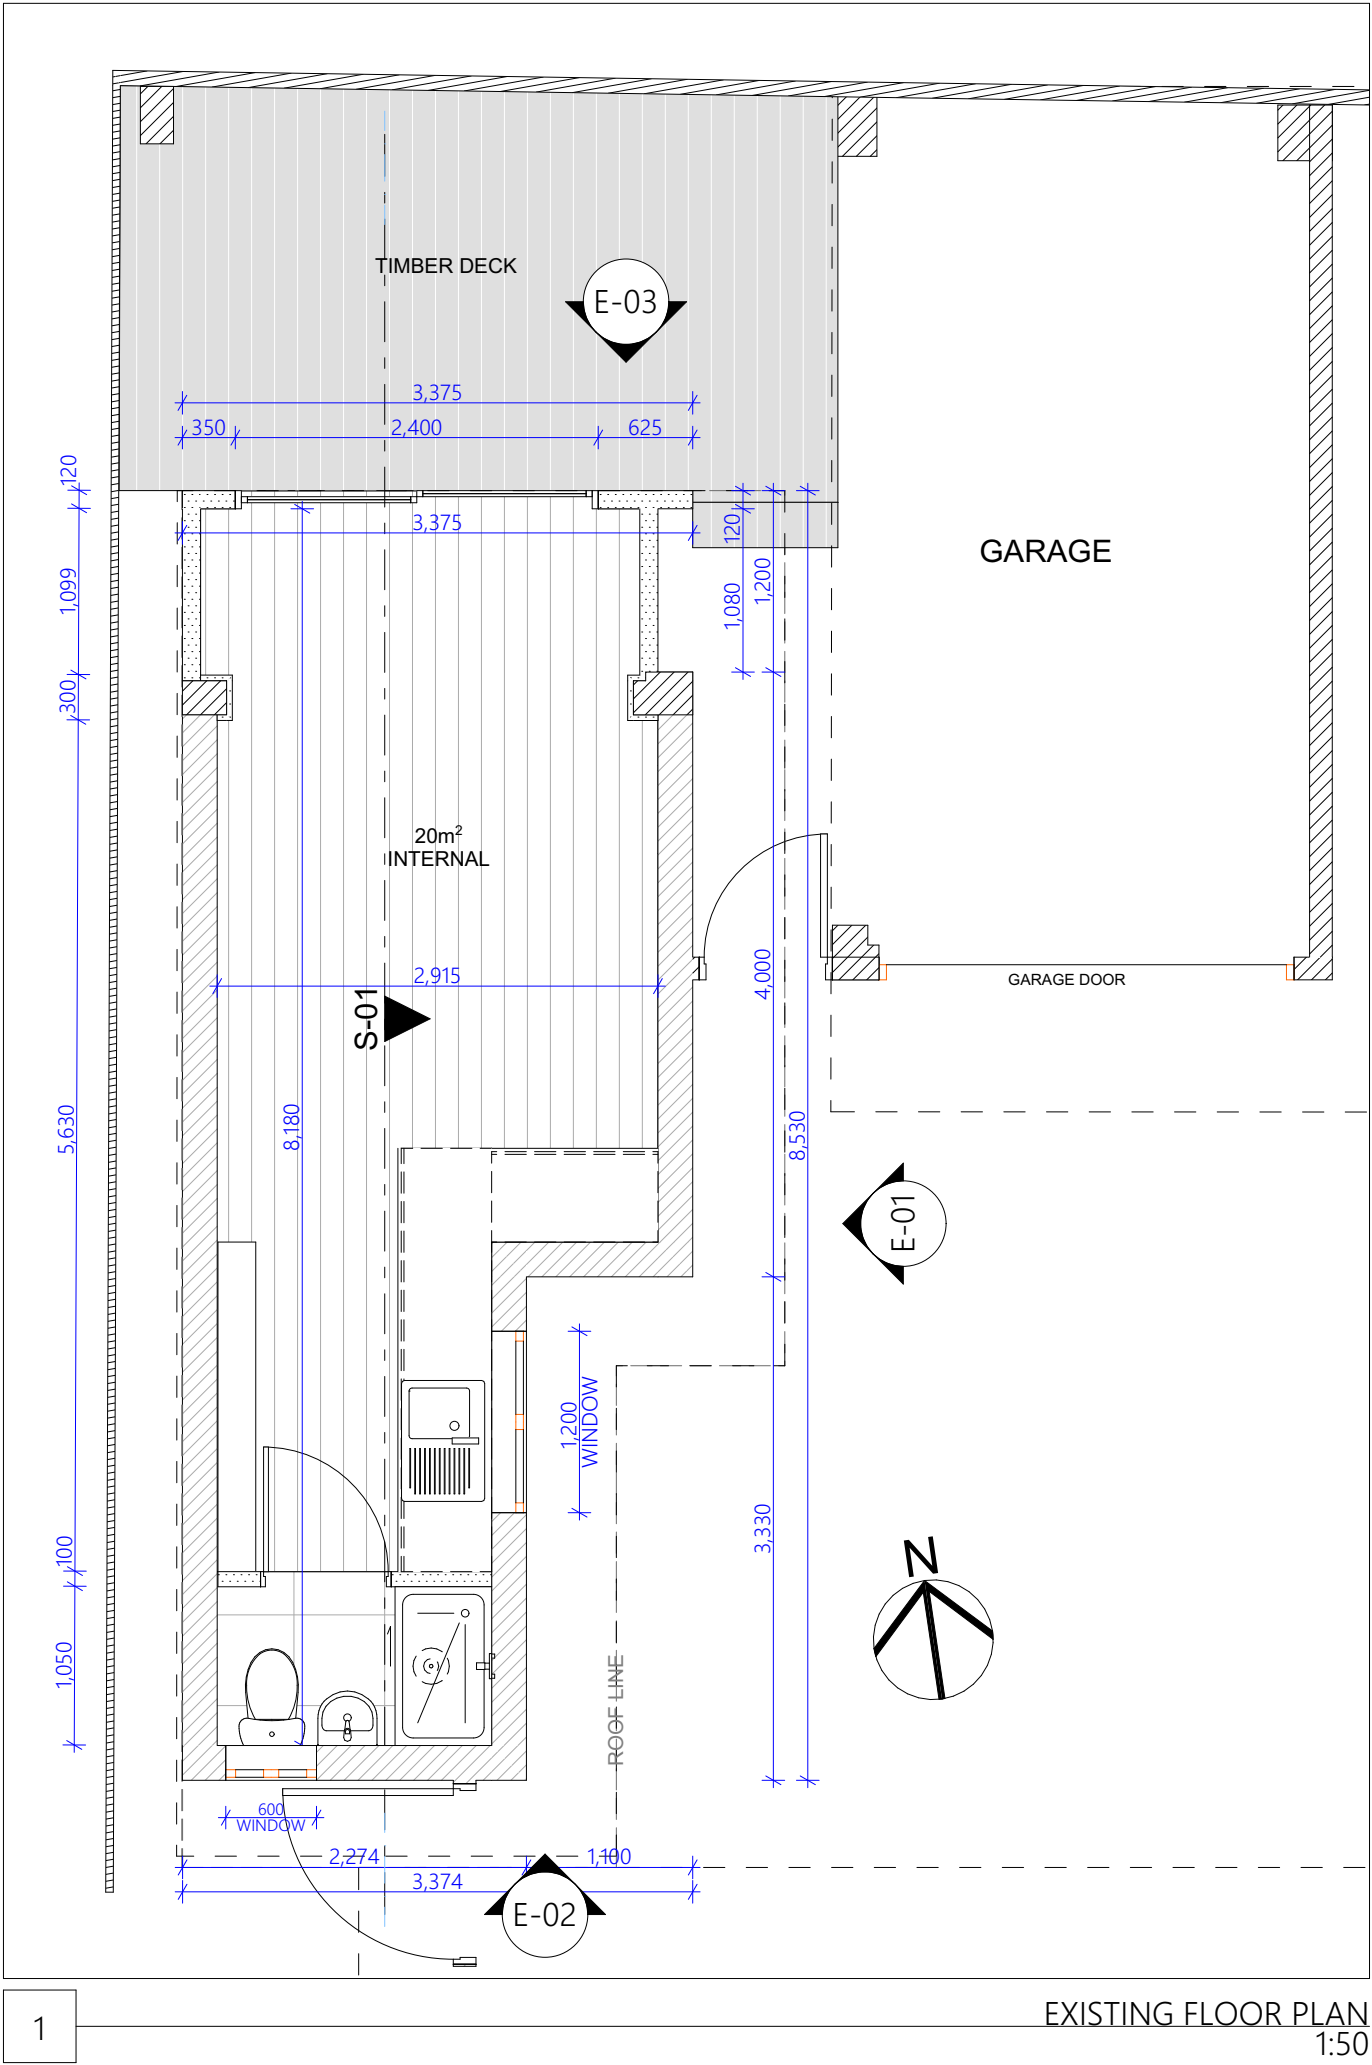 TIMBER DECK
E-03
3,375
350
2,400
625
120
3,375
120
1,099
1,200
1,080
GARAGE
300
20m²
INTERNAL
2,915
4,000
GARAGE DOOR
S-01
5,630
8,180
8,530
E-01
1,200
WINDOW
3,330
100
N
1,050
ROOF LINE
600
WINDOW
2,274
1,100
3,374
E-02
1
EXISTING FLOOR PLAN
1:50